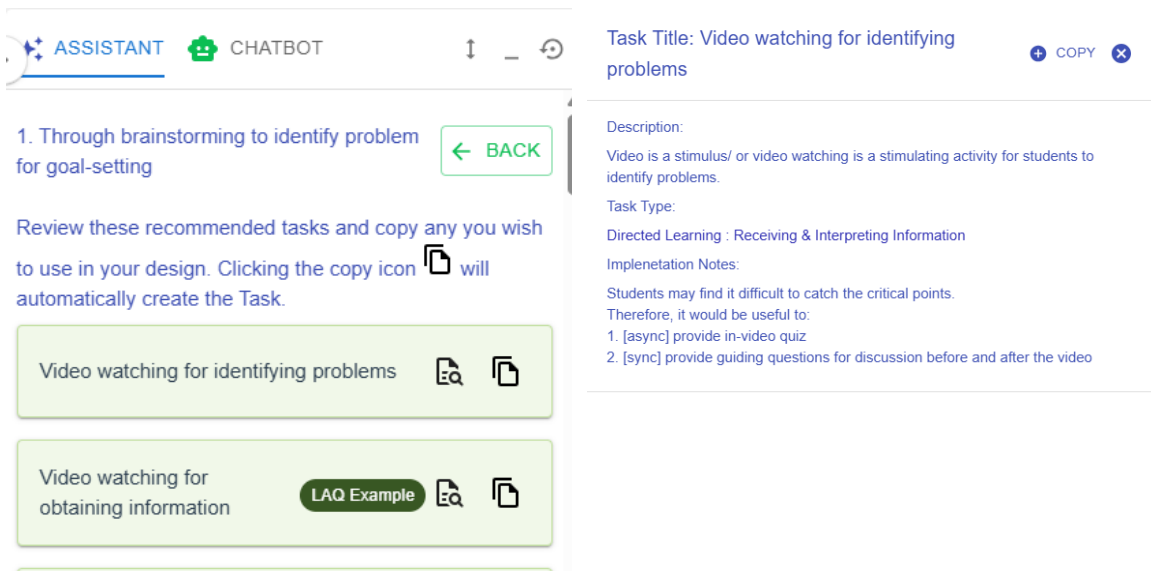 ASSISTANT
CHATBOT
1. Through brainstorming to identify problem
for goal-setting
BACK
Review these recommended tasks and copy any you wish
to use in your design. Clicking the copy icon will
automatically create the Task.
Video watching for identifying problems
Video watching for
obtaining information
LAQ Example
Task Title: Video watching for identifying
problems
COPY
Description:
Video is a stimulus/ or video watching is a stimulating activity for students to
identify problems.
Task Type:
Directed Learning : Receiving & Interpreting Information
Implenetation Notes:
Students may find it difficult to catch the critical points.
Therefore, it would be useful to:
1. [async] provide in-video quiz
2. [sync] provide guiding questions for discussion before and after the video